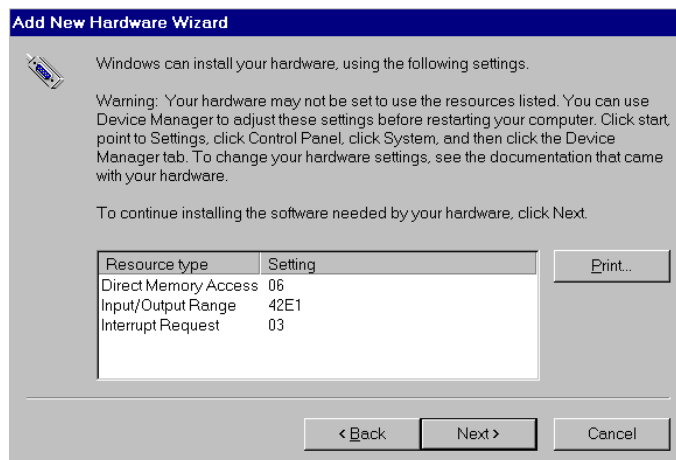 Add New Hardware Wizard
Windows can install your hardware, using the following settings.
Warning: Your hardware may not be set to use the resources listed. You can use
Device Manager to adjust these settings before restarting your computer. Click start,
point to Settings, click Control Panel, click System, and then click the Device
Manager tab. To change your hardware settings, see the documentation that came
with your hardware.
To continue installing the software needed by your hardware, click Next.
Resource type Setting
Direct Memory Access 06
Input/Output Range 42E1
Interrupt Request 03
Print...
< Back Next > Cancel